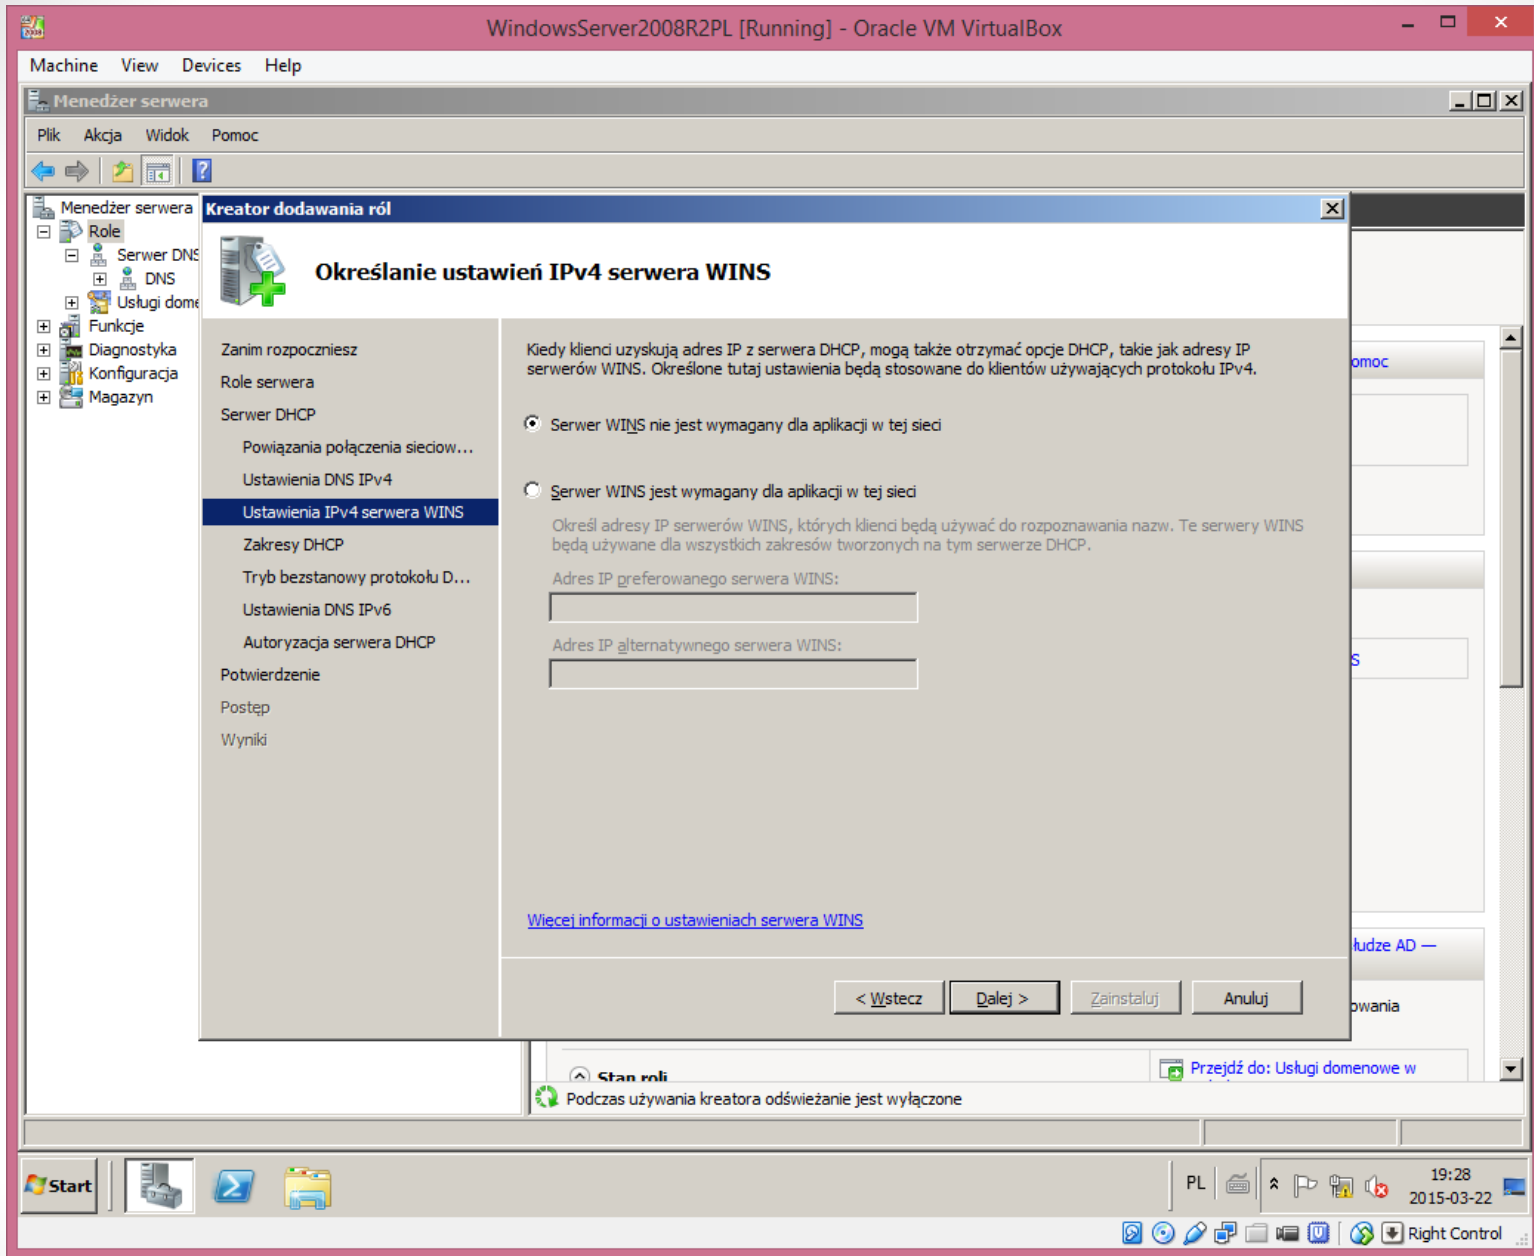 WindowsServer2008R2PL [Running] - Oracle VM VirtualBox
Machine View Devices Help
Menedżer serwera
Plik Akcja Widok Pomoc
Menedżer serwera
Role
Serwer DNS
DNS
Usługi dome
Funkcje
Diagnostyka
Konfiguracja
Magazyn
Kreator dodawania ról
Określanie ustawień IPv4 serwera WINS
Zanim rozpoczniesz
Role serwera
Serwer DHCP
Powiązania połączenia sieciow...
Ustawienia DNS IPv4
Ustawienia IPv4 serwera WINS
Zakresy DHCP
Tryb bezstanowy protokołu D...
Ustawienia DNS IPv6
Autoryzacja serwera DHCP
Potwierdzenie
Postęp
Wyniki
Kiedy klienci uzyskują adres IP z serwera DHCP, mogą także otrzymać opcje DHCP, takie jak adresy IP
serwerów WINS. Określone tutaj ustawienia będą stosowane do klientów używających protokołu IPv4.
Serwer WINS nie jest wymagany dla aplikacji w tej sieci
Serwer WINS jest wymagany dla aplikacji w tej sieci
Określ adresy IP serwerów WINS, których klienci będą używać do rozpoznawania nazw. Te serwery WINS
będą używane dla wszystkich zakresów tworzonych na tym serwerze DHCP.
Adres IP preferowanego serwera WINS:
Adres IP alternatywnego serwera WINS:
Więcej informacji o ustawieniach serwera WINS
< Wstecz Dalej > Zainstaluj Anuluj
omoc
S
łudze AD —
owania
Stan roli
Przejdź do: Usługi domenowe w
Podczas używania kreatora odświeżanie jest wyłączone
Start
PL
19:28
2015-03-22
Right Control